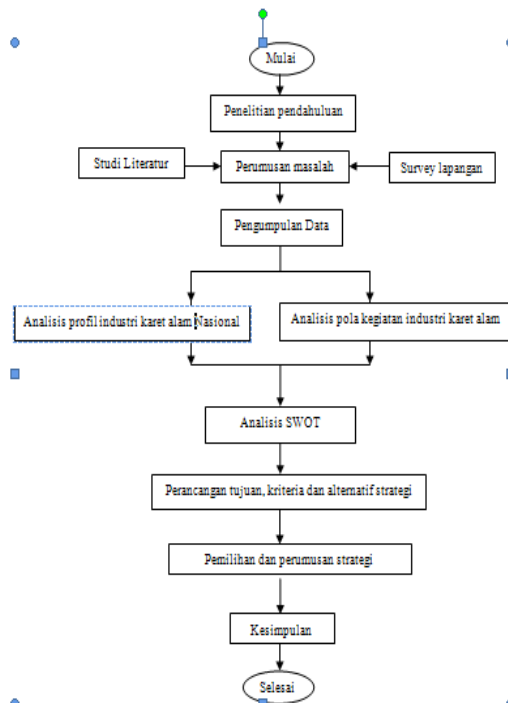 Mulai
Penelitian pendahuluan
Studi Literatur
Perumusan masalah
Survey lapangan
Pengumpulan Data
Analisis profil industri karet alam Nasional
Analisis pola kegiatan industri karet alam
Analisis SWOT
Perancangan tujuan, kriteria dan alternatif strategi
Pemilihan dan perumusan strategi
Kesimpulan
Selesai